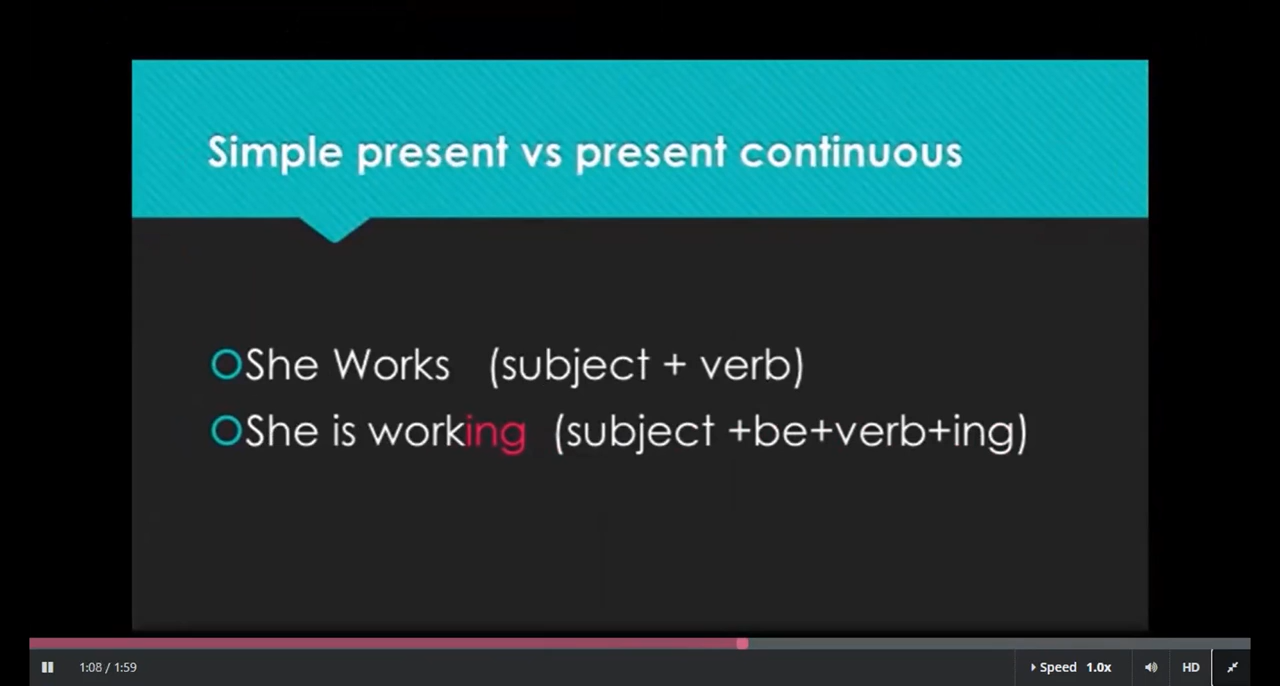 Simple present vs present continuous
She Works (subject + verb)
She is working (subject +be+verb+ing)
1:08 / 1:59
Speed 1.0x
HD